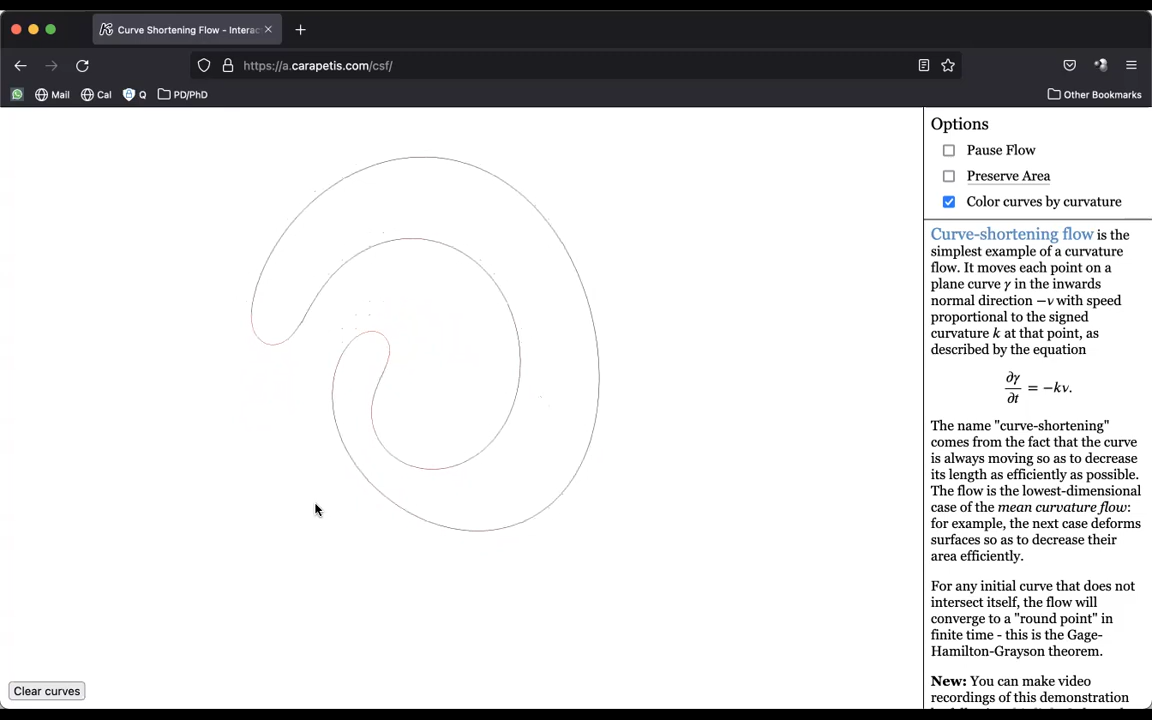 Curve Shortening Flow - Interac
https://a.carapetis.com/csf/
Mail
Cal
Q
PD/PhD
Other Bookmarks
Options
Pause Flow
Preserve Area
Color curves by curvature
Curve-shortening flow is the
simplest example of a curvature
flow. It moves each point on a
plane curve γ in the inwards
normal direction −ν with speed
proportional to the signed
curvature k at that point, as
described by the equation
∂γ/∂t = −kν.
The name "curve-shortening"
comes from the fact that the curve
is always moving so as to decrease
its length as efficiently as possible.
The flow is the lowest-dimensional
case of the mean curvature flow:
for example, the next case deforms
surfaces so as to decrease their
area efficiently.
For any initial curve that does not
intersect itself, the flow will
converge to a "round point" in
finite time - this is the Gage-
Hamilton-Grayson theorem.
New: You can make video
recordings of this demonstration
Clear curves